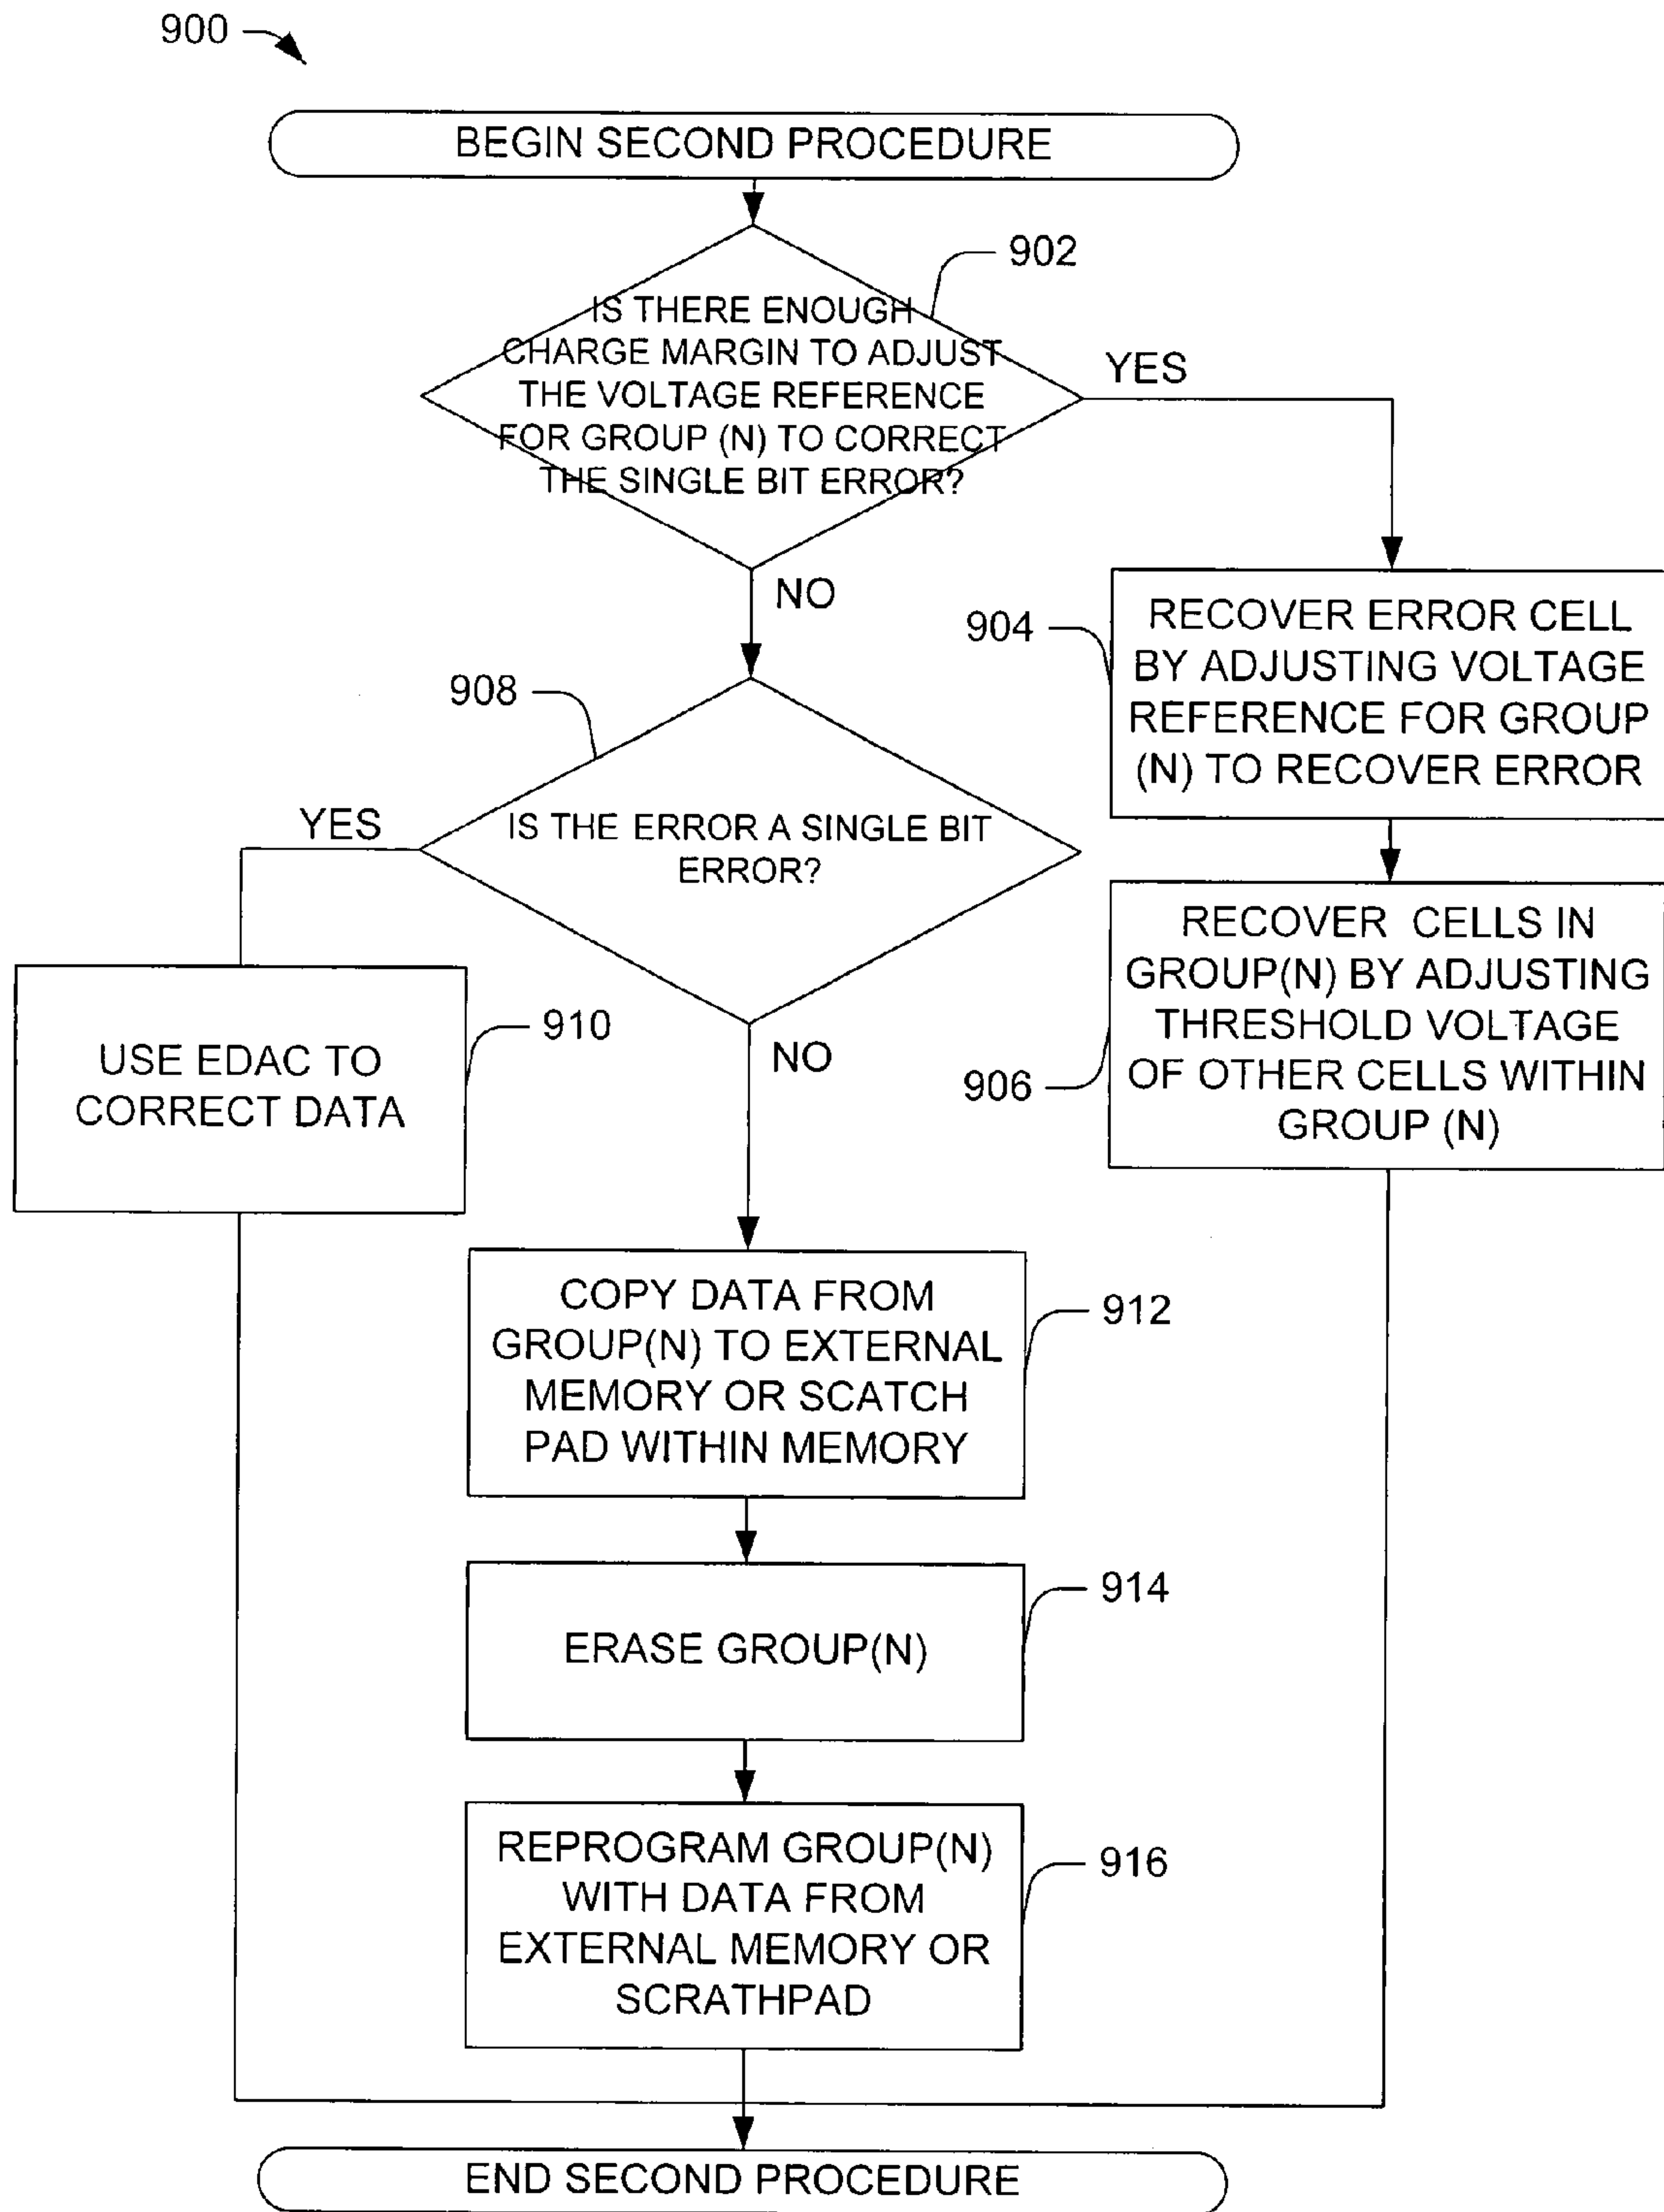 900
BEGIN SECOND PROCEDURE
902
IS THERE ENOUGH
CHARGE MARGIN TO ADJUST
THE VOLTAGE REFERENCE
FOR GROUP (N) TO CORRECT
THE SINGLE BIT ERROR?
YES
NO
904
RECOVER ERROR CELL
BY ADJUSTING VOLTAGE
REFERENCE FOR GROUP
(N) TO RECOVER ERROR
908
YES
IS THE ERROR A SINGLE BIT
ERROR?
906
RECOVER CELLS IN
GROUP(N) BY ADJUSTING
THRESHOLD VOLTAGE
OF OTHER CELLS WITHIN
GROUP (N)
910
USE EDAC TO
CORRECT DATA
NO
COPY DATA FROM
GROUP(N) TO EXTERNAL
MEMORY OR SCATCH
PAD WITHIN MEMORY
912
914
ERASE GROUP(N)
REPROGRAM GROUP(N)
WITH DATA FROM
EXTERNAL MEMORY OR
SCRATHPAD
916
END SECOND PROCEDURE